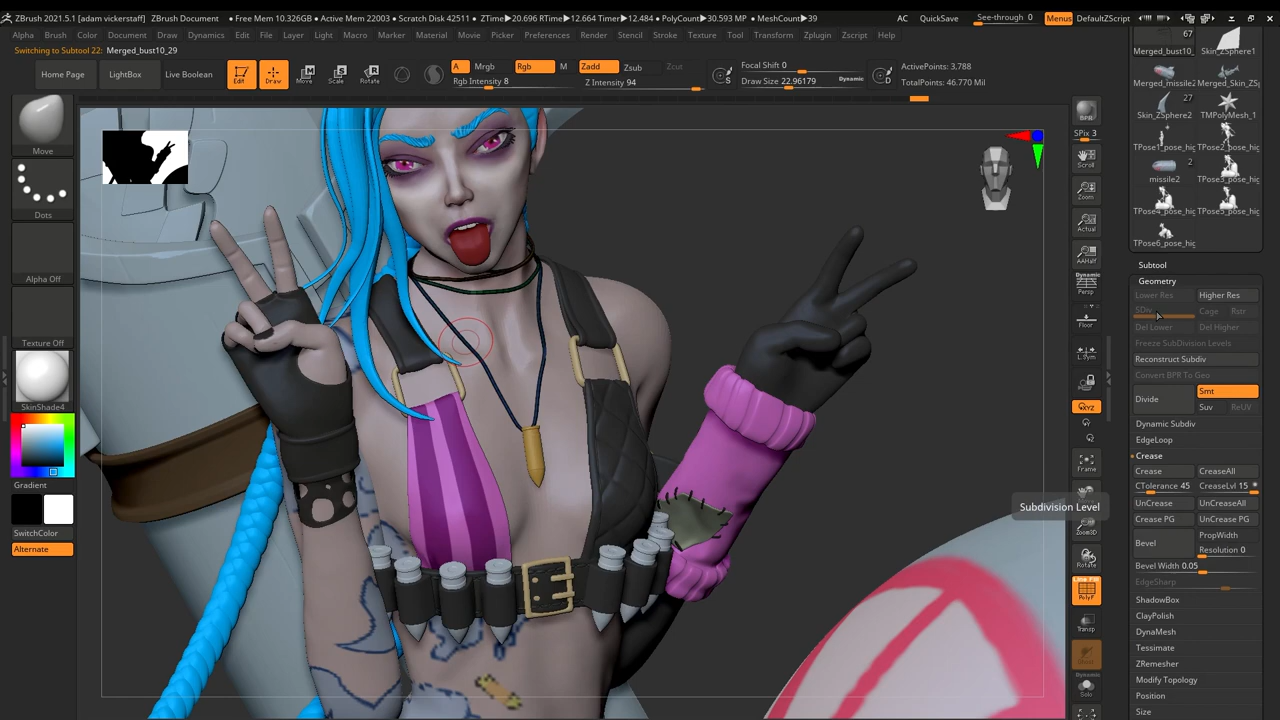 ZBrush 2021.5.1 [adam vickerstaff] ZBrush Document ● Free Mem 10.326GB ● Active Mem 22003 ● Scratch Disk 42511 ● ZTime▶20.696 RTime▶12.664 Timer▶12.484 ● PolyCount▶30.593 MP ● MeshCount▶39 AC QuickSave See-through 0 Menus DefaultZScript
Alpha Brush Color Document Draw Dynamics Edit File Layer Light Macro Marker Material Movie Picker Preferences Render Stencil Stroke Texture Tool Transform Zplugin Zscript Help
Switching to Subtool 22: Merged_bust10_29
Home Page LightBox Live Boolean Edit Draw Move Scale Rotate
A Mrgb Rgb M Zadd Zsub Zcut
Rgb Intensity 8 Z Intensity 94
S Focal Shift 0
Draw Size 22.96179 Dynamic
D ActivePoints: 3,788
TotalPoints: 46.770 Mil
Move
Dots
Alpha Off
Texture Off
SkinShade4
Gradient
SwitchColor
Alternate
BPR
SPix 3
Scroll
Zoom
Actual
AAHalf
Dynamic
Persp
Floor
L.Sym
XYZ
Frame
Zoom3D
Rotate
Line Fill
PolyF
Transp
Ghost
Dynamic
Solo
Subdivision Level
67
Merged_bust10_ Skin_ZSphere1
Merged_missile2 Merged_Skin_ZS
27
Skin_ZSphere2 TMPolyMesh_1
TPose1_pose_hig TPose2_pose_hig
2
missile2 TPose3_pose_hig
TPose4_pose_hig TPose5_pose_hig
TPose6_pose_hig
Subtool
Geometry
Lower Res Higher Res
SDiv Cage Rstr
Del Lower Del Higher
Freeze SubDivision Levels
Reconstruct Subdiv
Convert BPR To Geo
Divide Smt
Suv ReUV
Dynamic Subdiv
EdgeLoop
Crease
Crease CreaseAll
CTolerance 45 CreaseLvl 15
UnCrease UnCreaseAll
Crease PG UnCrease PG
Bevel PropWidth
Resolution 0
Bevel Width 0.05
EdgeSharp
ShadowBox
ClayPolish
DynaMesh
Tessimate
ZRemesher
Modify Topology
Position
Size